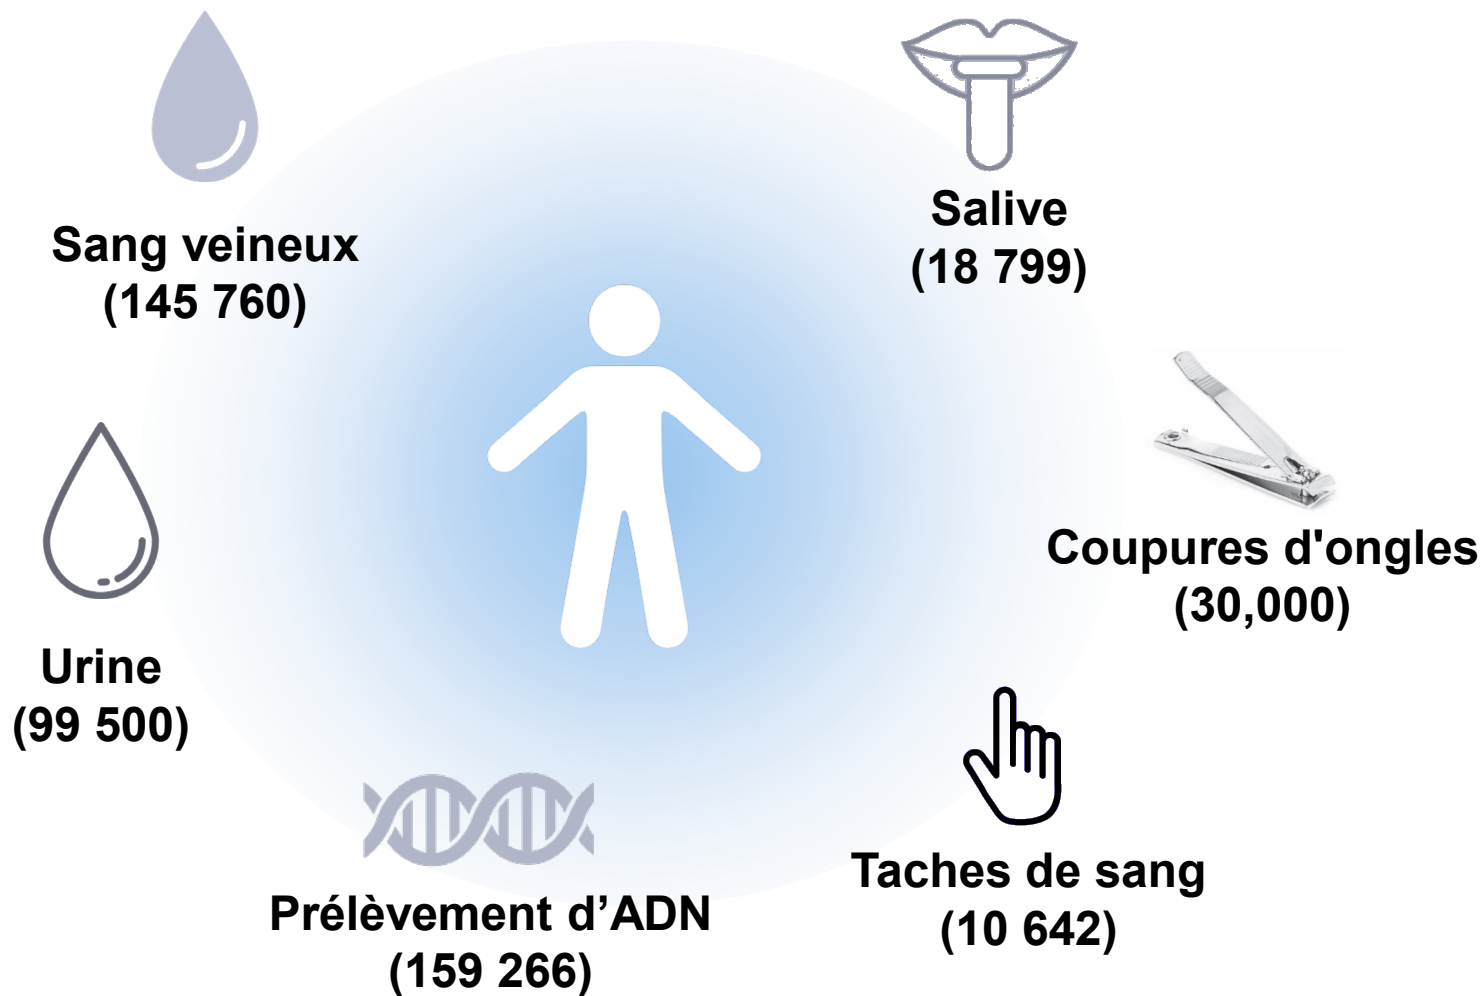 Sang veineux
(145 760)
Salive
(18 799)
Coupures d'ongles
(30,000)
Urine
(99 500)
Taches de sang
(10 642)
Prélèvement d’ADN
(159 266)